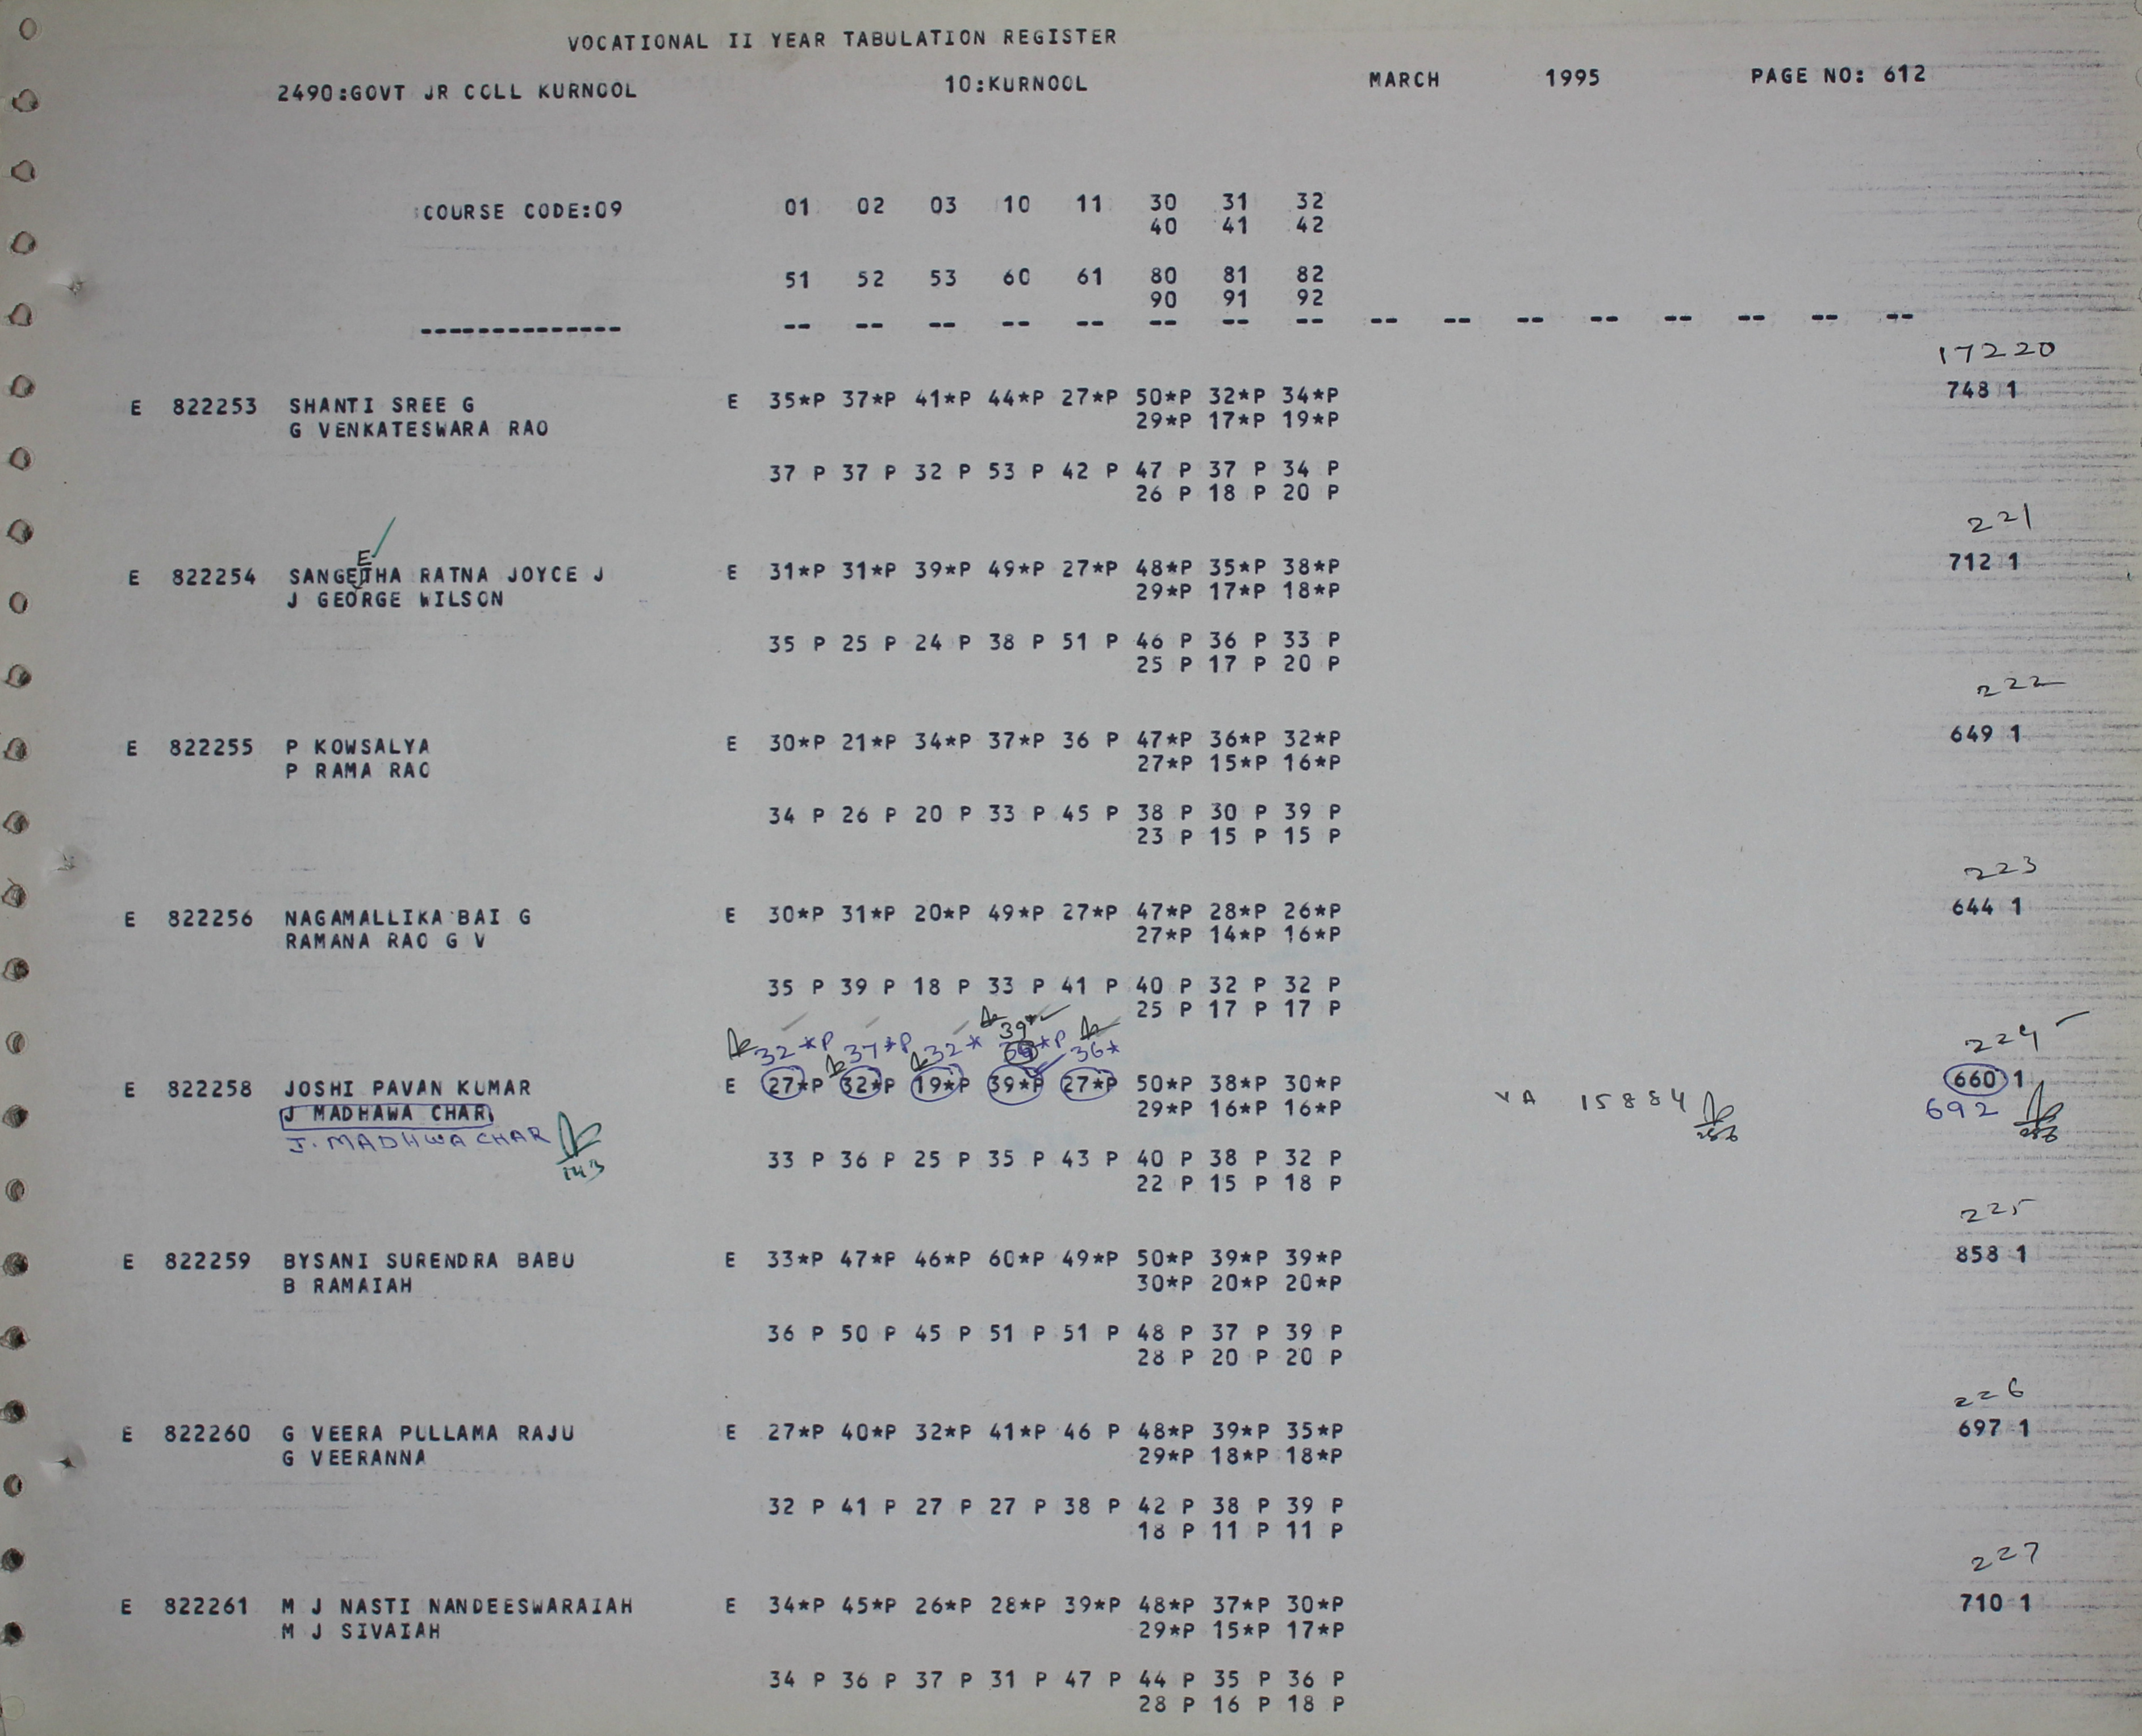 VOCATIONAL II YEAR TABULATION REGISTER
2490:GOVT JR COLL KURNOOL 10:KURNOOL MARCH 1995 PAGE NO: 612
COURSE CODE:09 01 02 03 10 11 30 31 32
40 41 42
51 52 53 60 61 80 81 82
90 91 92
-------------- -- -- -- -- -- -- -- -- -- -- -- -- -- -- -- --
17220
E 822253 SHANTI SREE G E 35*P 37*P 41*P 44*P 27*P 50*P 32*P 34*P 748 1
G VENKATESWARA RAO 29*P 17*P 19*P
37 P 37 P 32 P 53 P 42 P 47 P 37 P 34 P
26 P 18 P 20 P
221
E
E 822254 SANGETHA RATNA JOYCE J E 31*P 31*P 39*P 49*P 27*P 48*P 35*P 38*P 712 1
J GEORGE WILSON 29*P 17*P 18*P
35 P 25 P 24 P 38 P 51 P 46 P 36 P 33 P
25 P 17 P 20 P
222
E 822255 P KOWSALYA E 30*P 21*P 34*P 37*P 36 P 47*P 36*P 32*P 649 1
P RAMA RAO 27*P 15*P 16*P
34 P 26 P 20 P 33 P 45 P 38 P 30 P 39 P
23 P 15 P 15 P
223
E 822256 NAGAMALLIKA BAI G E 30*P 31*P 20*P 49*P 27*P 47*P 28*P 26*P 644 1
RAMANA RAO G V 27*P 14*P 16*P
35 P 39 P 18 P 33 P 41 P 40 P 32 P 32 P
25 P 17 P 17 P
39*
32*P 37*P 32* *P 36* 224
E 822258 JOSHI PAVAN KUMAR E 27*P 32*P 19*P 39*P 27*P 50*P 38*P 30*P VA 15884 660 1
J MADHAWA CHAR 29*P 16*P 16*P 692
J. MADHWA CHAR
33 P 36 P 25 P 35 P 43 P 40 P 38 P 32 P
22 P 15 P 18 P
225
E 822259 BYSANI SURENDRA BABU E 33*P 47*P 46*P 60*P 49*P 50*P 39*P 39*P 858 1
B RAMAIAH 30*P 20*P 20*P
36 P 50 P 45 P 51 P 51 P 48 P 37 P 39 P
28 P 20 P 20 P
226
E 822260 G VEERA PULLAMA RAJU E 27*P 40*P 32*P 41*P 46 P 48*P 39*P 35*P 697 1
G VEERANNA 29*P 18*P 18*P
32 P 41 P 27 P 27 P 38 P 42 P 38 P 39 P
18 P 11 P 11 P
227
E 822261 M J NASTI NANDEESWARAIAH E 34*P 45*P 26*P 28*P 39*P 48*P 37*P 30*P 710 1
M J SIVAIAH 29*P 15*P 17*P
34 P 36 P 37 P 31 P 47 P 44 P 35 P 36 P
28 P 16 P 18 P